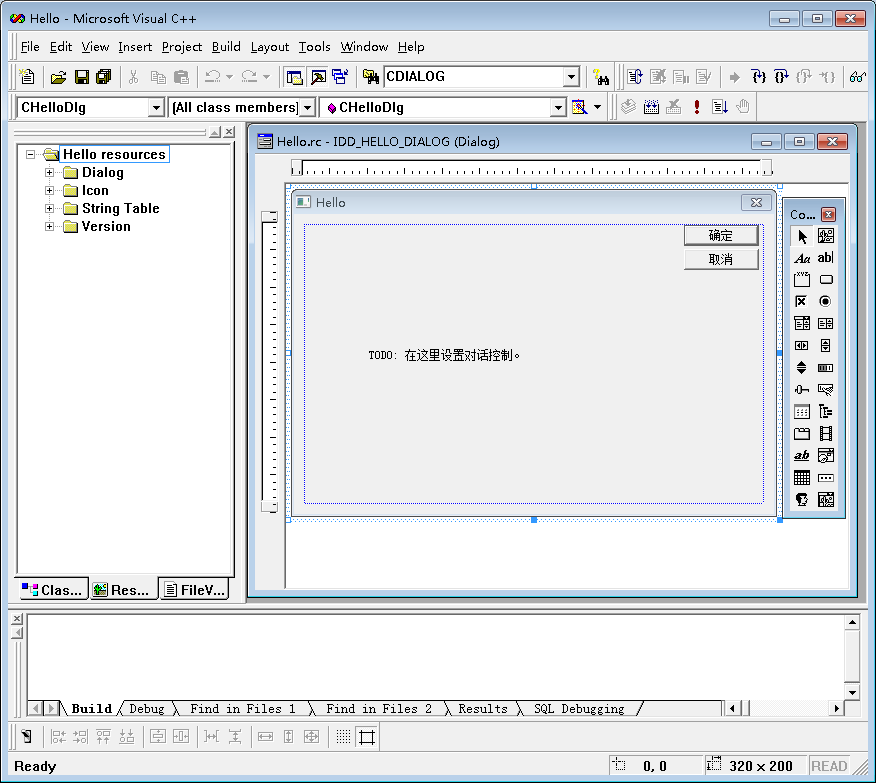 Hello - Microsoft Visual C++
File Edit View Insert Project Build Layout Tools Window Help
CDIALOG
CHelloDlg [All class members] CHelloDlg
Hello resources
Dialog
Icon
String Table
Version
Clas... Res... FileV...
Hello.rc - IDD_HELLO_DIALOG (Dialog)
Hello
确定
取消
TODO: 在这里设置对话控制。
Co...
Aa ab|
xyz
ab
Build Debug Find in Files 1 Find in Files 2 Results SQL Debugging
Ready 0, 0 320 x 200 READ